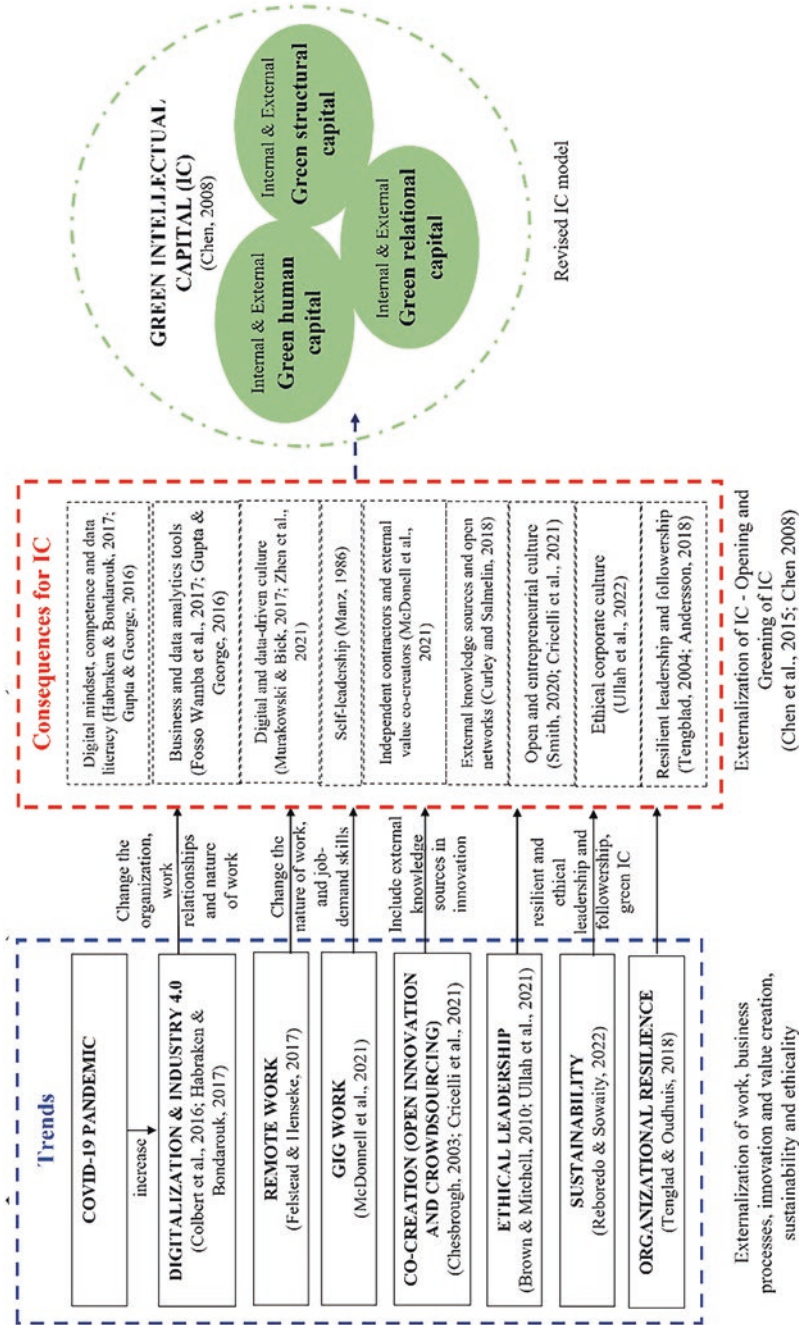 Trends
COVID-19 PANDEMIC
increase
DIGITALIZATION & INDUSTRY 4.0
(Colbert et al., 2016; Habraken &
Bondarouk, 2017)
REMOTE WORK
(Felstead & Henseke, 2017)
GIG WORK
(McDonnell et al., 2021)
CO-CREATION (OPEN INNOVATION
AND CROWDSOURCING)
(Chesbrough, 2003; Cricelli et al., 2021)
ETHICAL LEADERSHIP
(Brown & Mitchell, 2010; Ullah et al., 2021)
SUSTAINABILITY
(Reboredo & Sowaity, 2022)
ORGANIZATIONAL RESILIENCE
(Tenglad & Oudhuis, 2018)
Externalization of work, business
processes, innovation and value creation,
sustainability and ethicality
Change the
organization,
work
relationships
and nature of work
Change the
nature of work,
and job-
demand skills
Include external
knowledge
sources in
innovation
resilient and
ethical
leadership and
followership,
green IC
Consequences for IC
Digital mindset, competence and data
literacy (Habraken & Bondarouk, 2017;
Gupta & George, 2016)
Business and data analytics tools
(Fosso Wamba et al., 2017; Gupta &
George, 2016)
Digital and data-driven culture
(Murakowski & Bick, 2017; Zhen et al.,
2021)
Self-leadership (Manz, 1986)
Independent contractors and external
value co-creators (McDonell et al.,
2021)
External knowledge sources and open
networks (Curley and Salmelin, 2018)
Open and entrepreneurial culture
(Smith, 2020; Cricelli et al., 2021)
Ethical corporate culture
(Ullah et al., 2022)
Resilient leadership and followership
(Tengblad, 2004; Andersson, 2018)
Externalization of IC - Opening and
Greening of IC
(Chen et al., 2015; Chen 2008)
GREEN INTELLECTUAL
CAPITAL (IC)
(Chen, 2008)
Internal & External
Green human
capital
Internal & External
Green structural
capital
Internal & External
Green relational
capital
Revised IC model